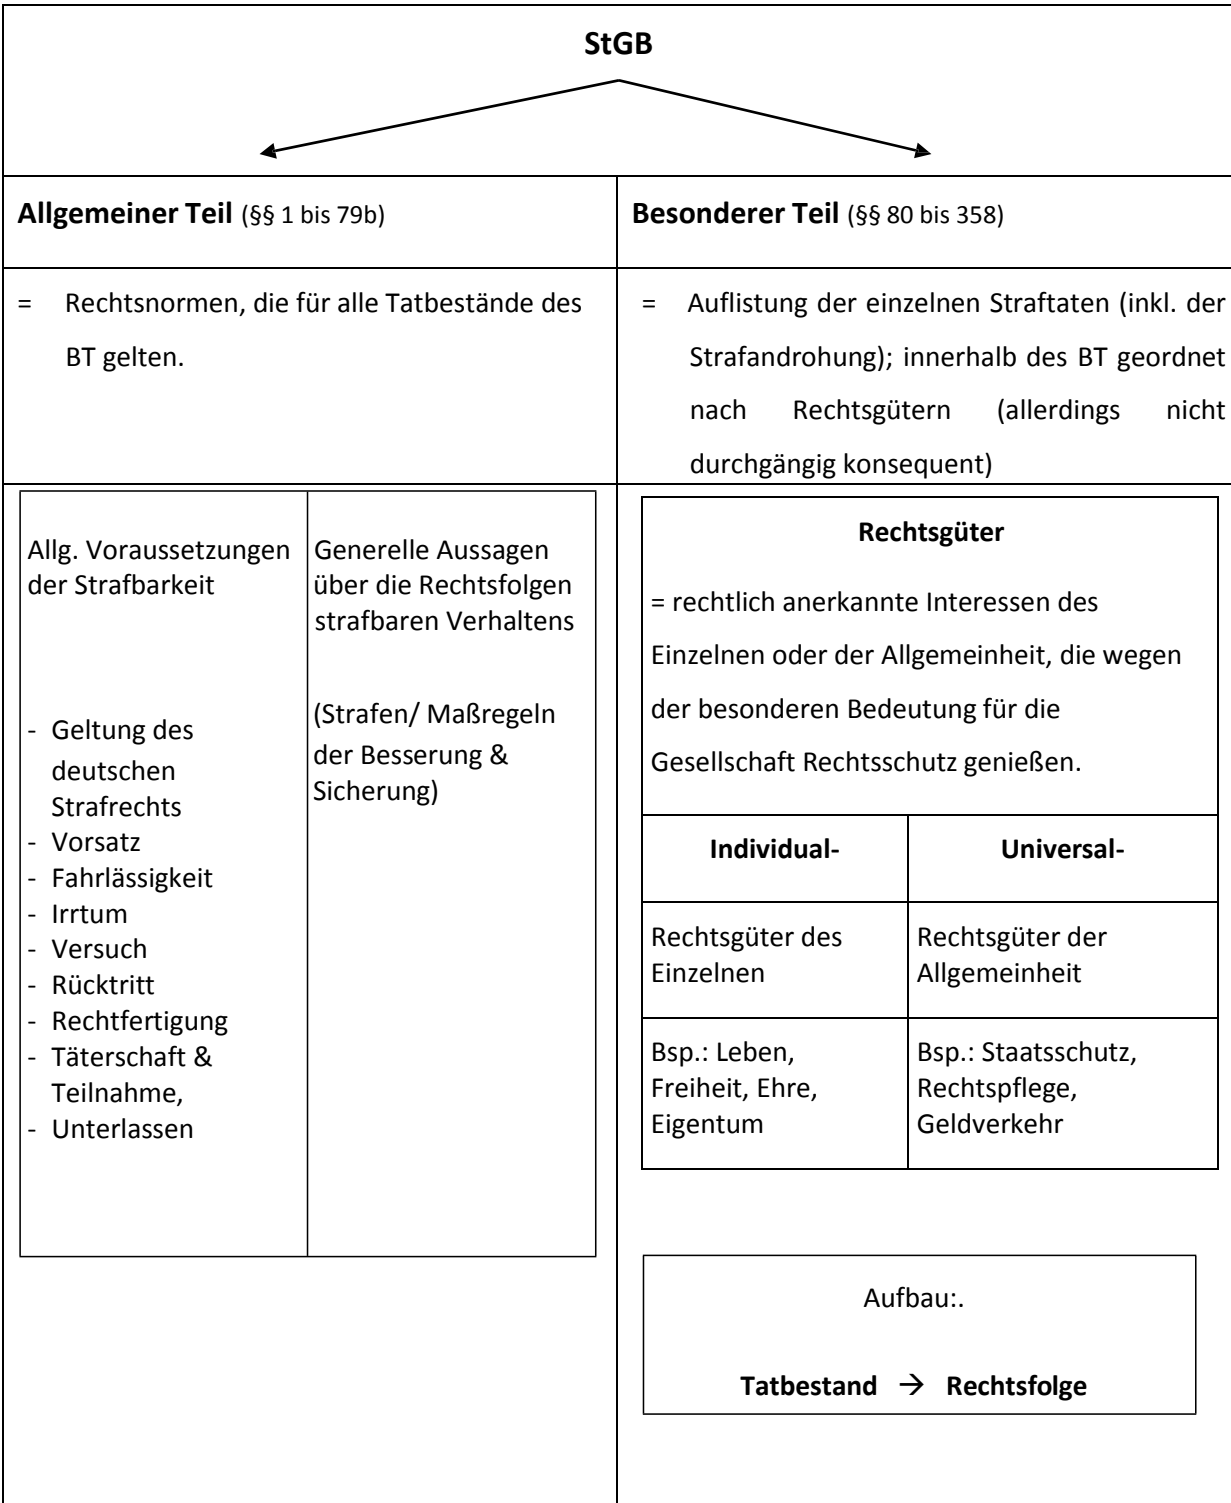 StGB
Allgemeiner Teil (§§ 1 bis 79b)
Besonderer Teil (§§ 80 bis 358)
= Rechtsnormen, die für alle Tatbestände des
BT gelten.
= Auflistung der einzelnen Straftaten (inkl. der
Strafandrohung); innerhalb des BT geordnet
nach Rechtsgütern (allerdings nicht
durchgängig konsequent)
Allg. Voraussetzungen
der Strafbarkeit
- Geltung des
deutschen
Strafrechts
- Vorsatz
- Fahrlässigkeit
- Irrtum
- Versuch
- Rücktritt
- Rechtfertigung
- Täterschaft &
Teilnahme,
- Unterlassen
Generelle Aussagen
über die Rechtsfolgen
strafbaren Verhaltens
(Strafen/ Maßregeln
der Besserung &
Sicherung)
Rechtsgüter
= rechtlich anerkannte Interessen des
Einzelnen oder der Allgemeinheit, die wegen
der besonderen Bedeutung für die
Gesellschaft Rechtsschutz genießen.
Individual-
Universal-
Rechtsgüter des
Einzelnen
Rechtsgüter der
Allgemeinheit
Bsp.: Leben,
Freiheit, Ehre,
Eigentum
Bsp.: Staatsschutz,
Rechtspflege,
Geldverkehr
Aufbau:.
Tatbestand → Rechtsfolge